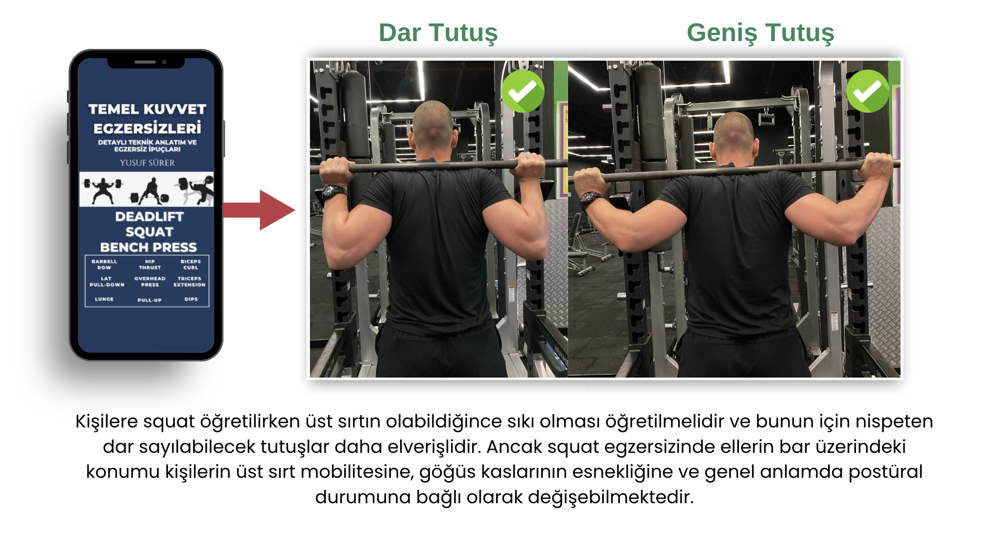 Dar Tutuş
Geniş Tutuş
TEMEL KUVVET
EGZERSİZLERİ
DETAYLI TEKNİK ANLATIM VE
EGZERSİZ İPUÇLARI
YUSUF SÜRER
DEADLIFT
SQUAT
BENCH PRESS
BARBELL
ROW
HIP
THRUST
BICEPS
CURL
LAT
PULL-DOWN
OVERHEAD
PRESS
TRICEPS
EXTENSION
LUNGE
PULL-UP
DIPS
Kişilere squat öğretilirken üst sırtın olabildiğince sıkı olması öğretilmelidir ve bunun için nispeten
dar sayılabilecek tutuşlar daha elverişlidir. Ancak squat egzersizinde ellerin bar üzerindeki
konumu kişilerin üst sırt mobilitesine, göğüs kaslarının esnekliğine ve genel anlamda postüral
durumuna bağlı olarak değişebilmektedir.